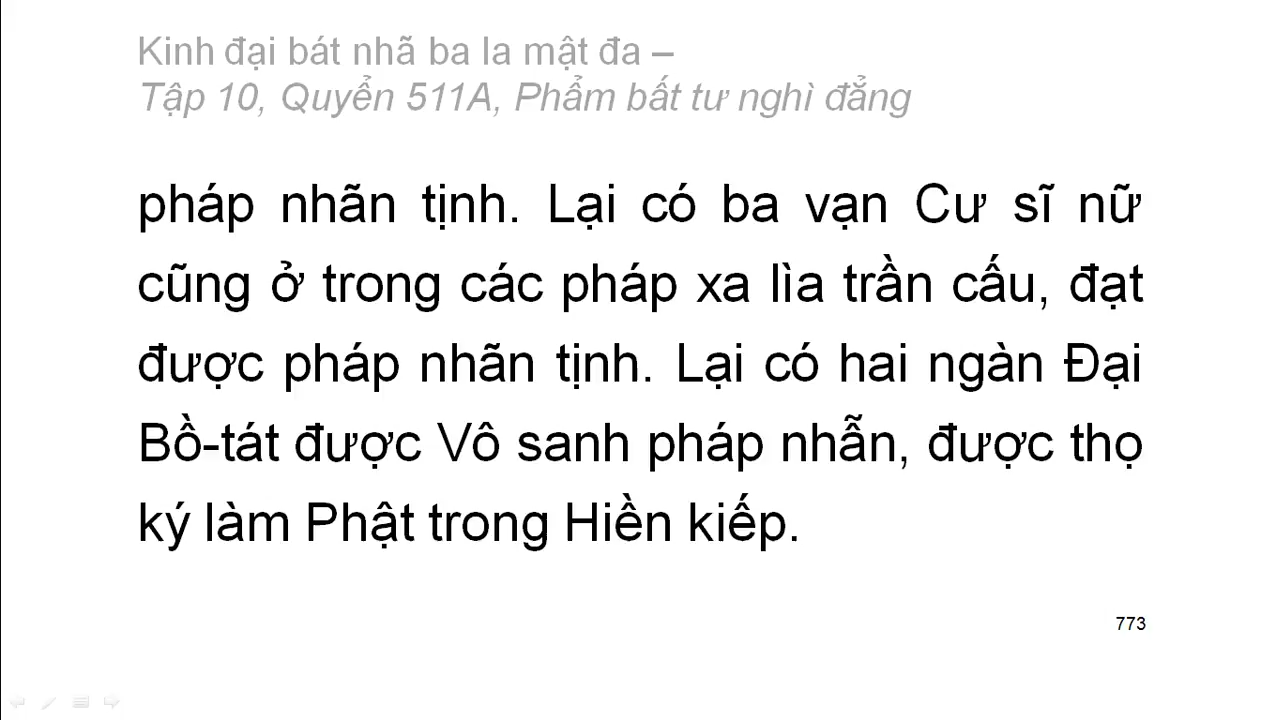 Kinh đại bát nhã ba la mật đa –
Tập 10, Quyển 511A, Phẩm bất tư nghì đẳng
pháp nhãn tịnh. Lại có ba vạn Cư sĩ nữ
cũng ở trong các pháp xa lìa trần cấu, đạt
được pháp nhãn tịnh. Lại có hai ngàn Đại
Bồ-tát được Vô sanh pháp nhẫn, được thọ
ký làm Phật trong Hiền kiếp.
773